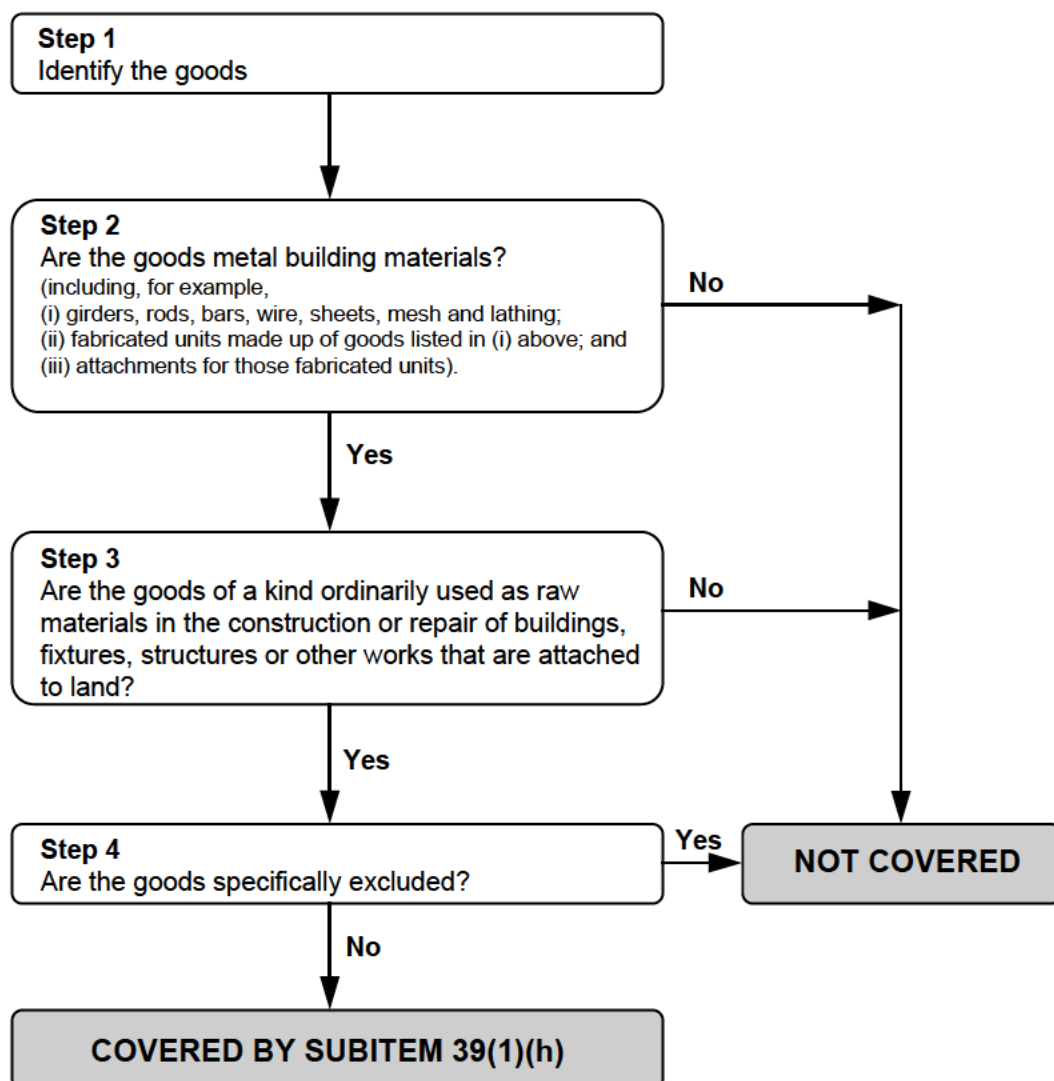 Step 1
Identify the goods
Step 2
Are the goods metal building materials?
(including, for example,
(i) girders, rods, bars, wire, sheets, mesh and lathing;
(ii) fabricated units made up of goods listed in (i) above; and
(iii) attachments for those fabricated units).
No
Yes
Step 3
Are the goods of a kind ordinarily used as raw
materials in the construction or repair of buildings,
fixtures, structures or other works that are attached
to land?
No
Yes
Step 4
Are the goods specifically excluded?
Yes
NOT COVERED
No
COVERED BY SUBITEM 39(1)(h)